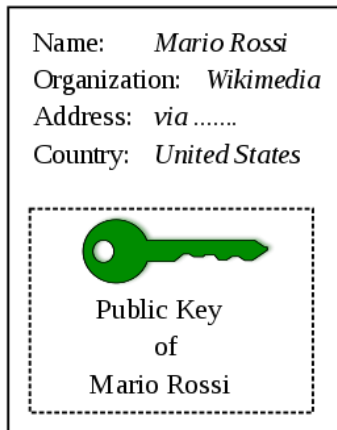 Name: Mario Rossi
Organization: Wikimedia
Address: via .......
Country: United States
Public Key
of
Mario Rossi